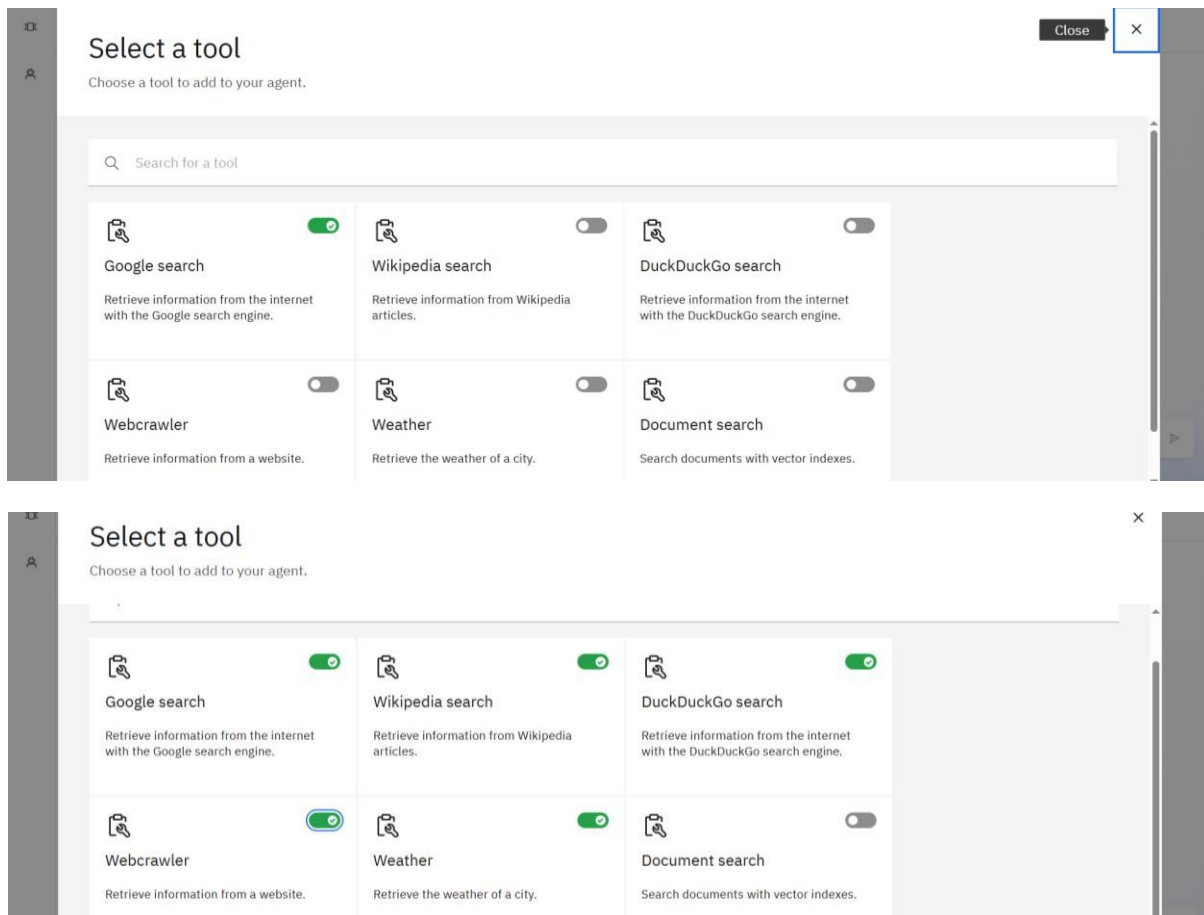 Close
Select a tool
Choose a tool to add to your agent.
Search for a tool
Google search
Retrieve information from the internet
with the Google search engine.
Wikipedia search
Retrieve information from Wikipedia
articles.
DuckDuckGo search
Retrieve information from the internet
with the DuckDuckGo search engine.
Webcrawler
Retrieve information from a website.
Weather
Retrieve the weather of a city.
Document search
Search documents with vector indexes.
Select a tool
Choose a tool to add to your agent.
Google search
Retrieve information from the internet
with the Google search engine.
Wikipedia search
Retrieve information from Wikipedia
articles.
DuckDuckGo search
Retrieve information from the internet
with the DuckDuckGo search engine.
Webcrawler
Retrieve information from a website.
Weather
Retrieve the weather of a city.
Document search
Search documents with vector indexes.